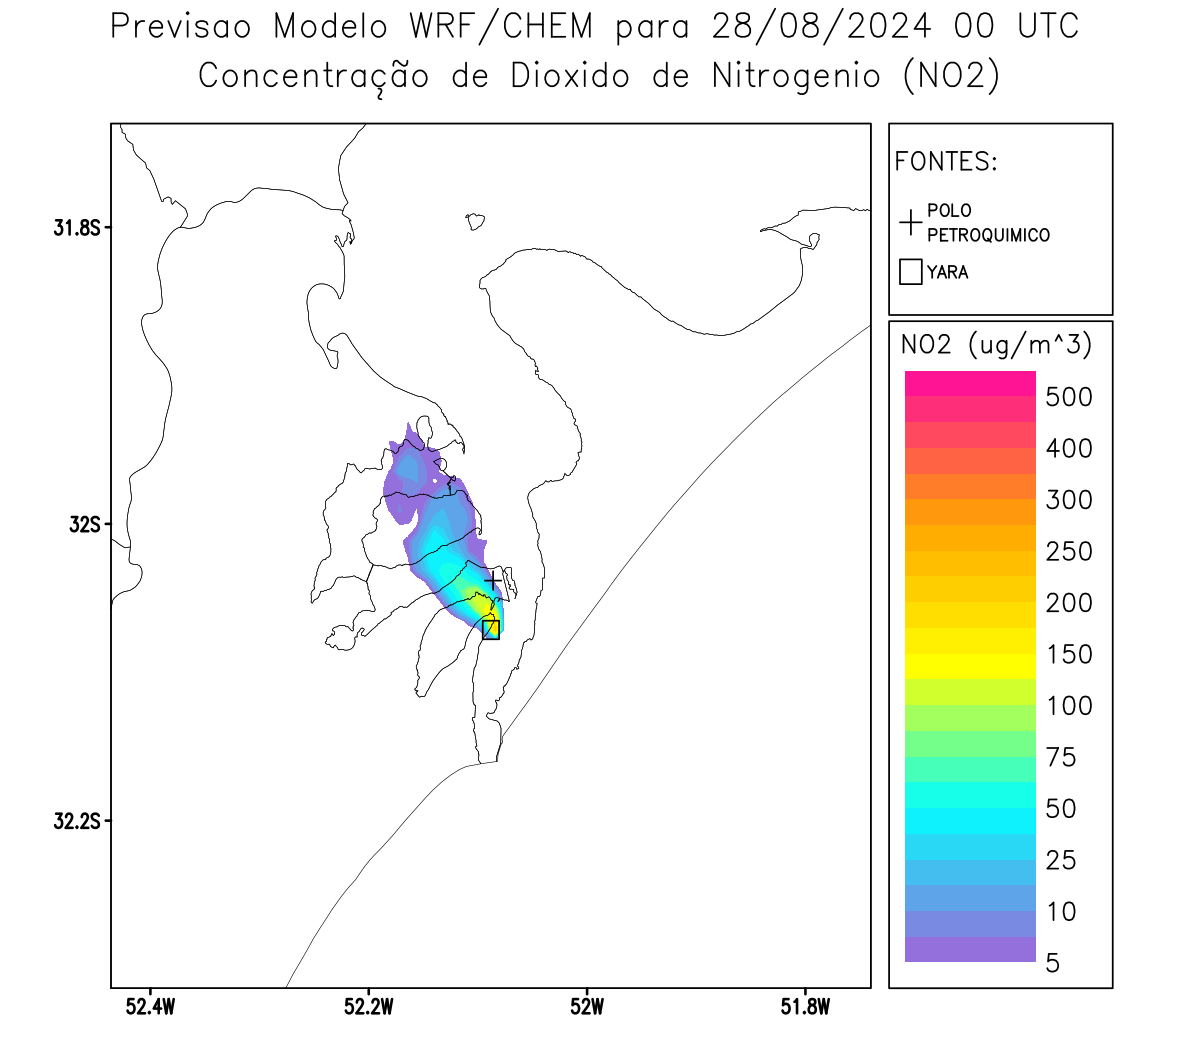 Previsao Modelo WRF/CHEM para 28/08/2024 00 UTC
Concentração de Dioxido de Nitrogenio (NO2)
FONTES:
POLO
PETROQUIMICO
YARA
NO2 (ug/m^3)
500
400
300
250
200
150
100
75
50
25
10
5
31.8S
32S
32.2S
52.4W
52.2W
52W
51.8W